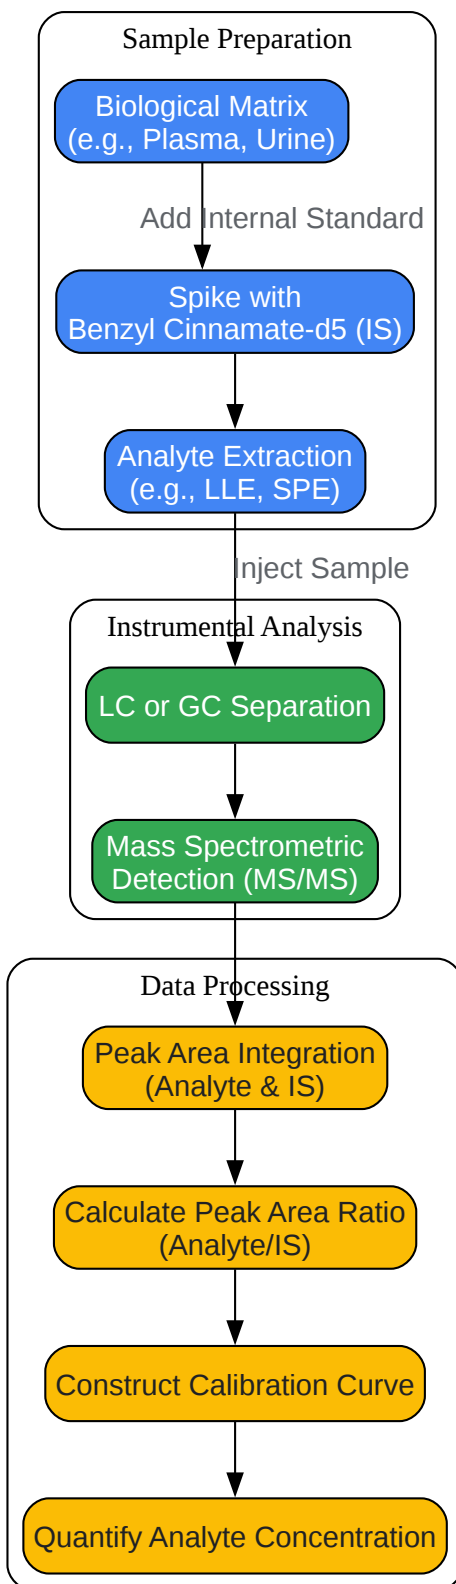 Sample Preparation
Biological Matrix
(e.g., Plasma, Urine)
Add Internal Standard
Spike with
Benzyl Cinnamate-d5 (IS)
Analyte Extraction
(e.g., LLE, SPE)
Inject Sample
Instrumental Analysis
LC or GC Separation
Mass Spectrometric
Detection (MS/MS)
Data Processing
Peak Area Integration
(Analyte & IS)
Calculate Peak Area Ratio
(Analyte/IS)
Construct Calibration Curve
Quantify Analyte Concentration